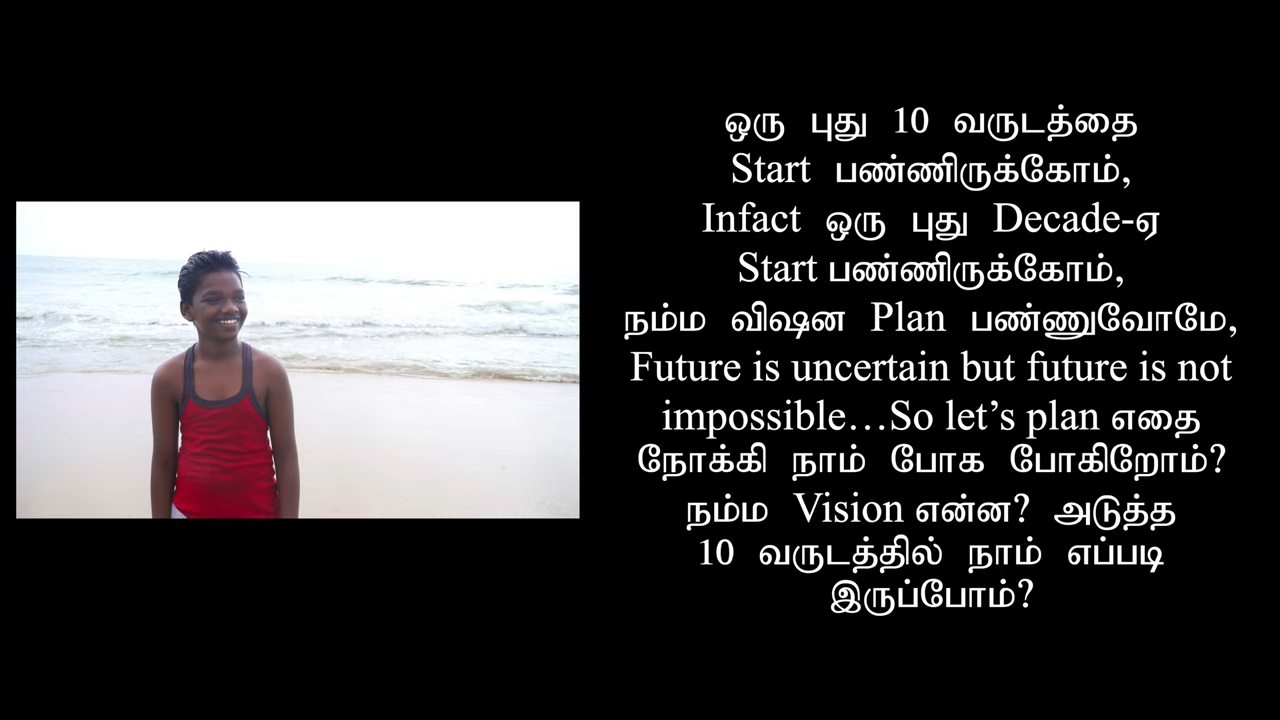 ஒரு புது 10 வருடத்தை
Start பண்ணிருக்கோம்,
Infact ஒரு புது Decade-ஏ
Start பண்ணிருக்கோம்,
நம்ம விஷன Plan பண்ணுவோமே,
Future is uncertain but future is not
impossible…So let’s plan எதை
நோக்கி நாம் போக போகிறோம்?
நம்ம Vision என்ன? அடுத்த
10 வருடத்தில் நாம் எப்படி
இருப்போம்?